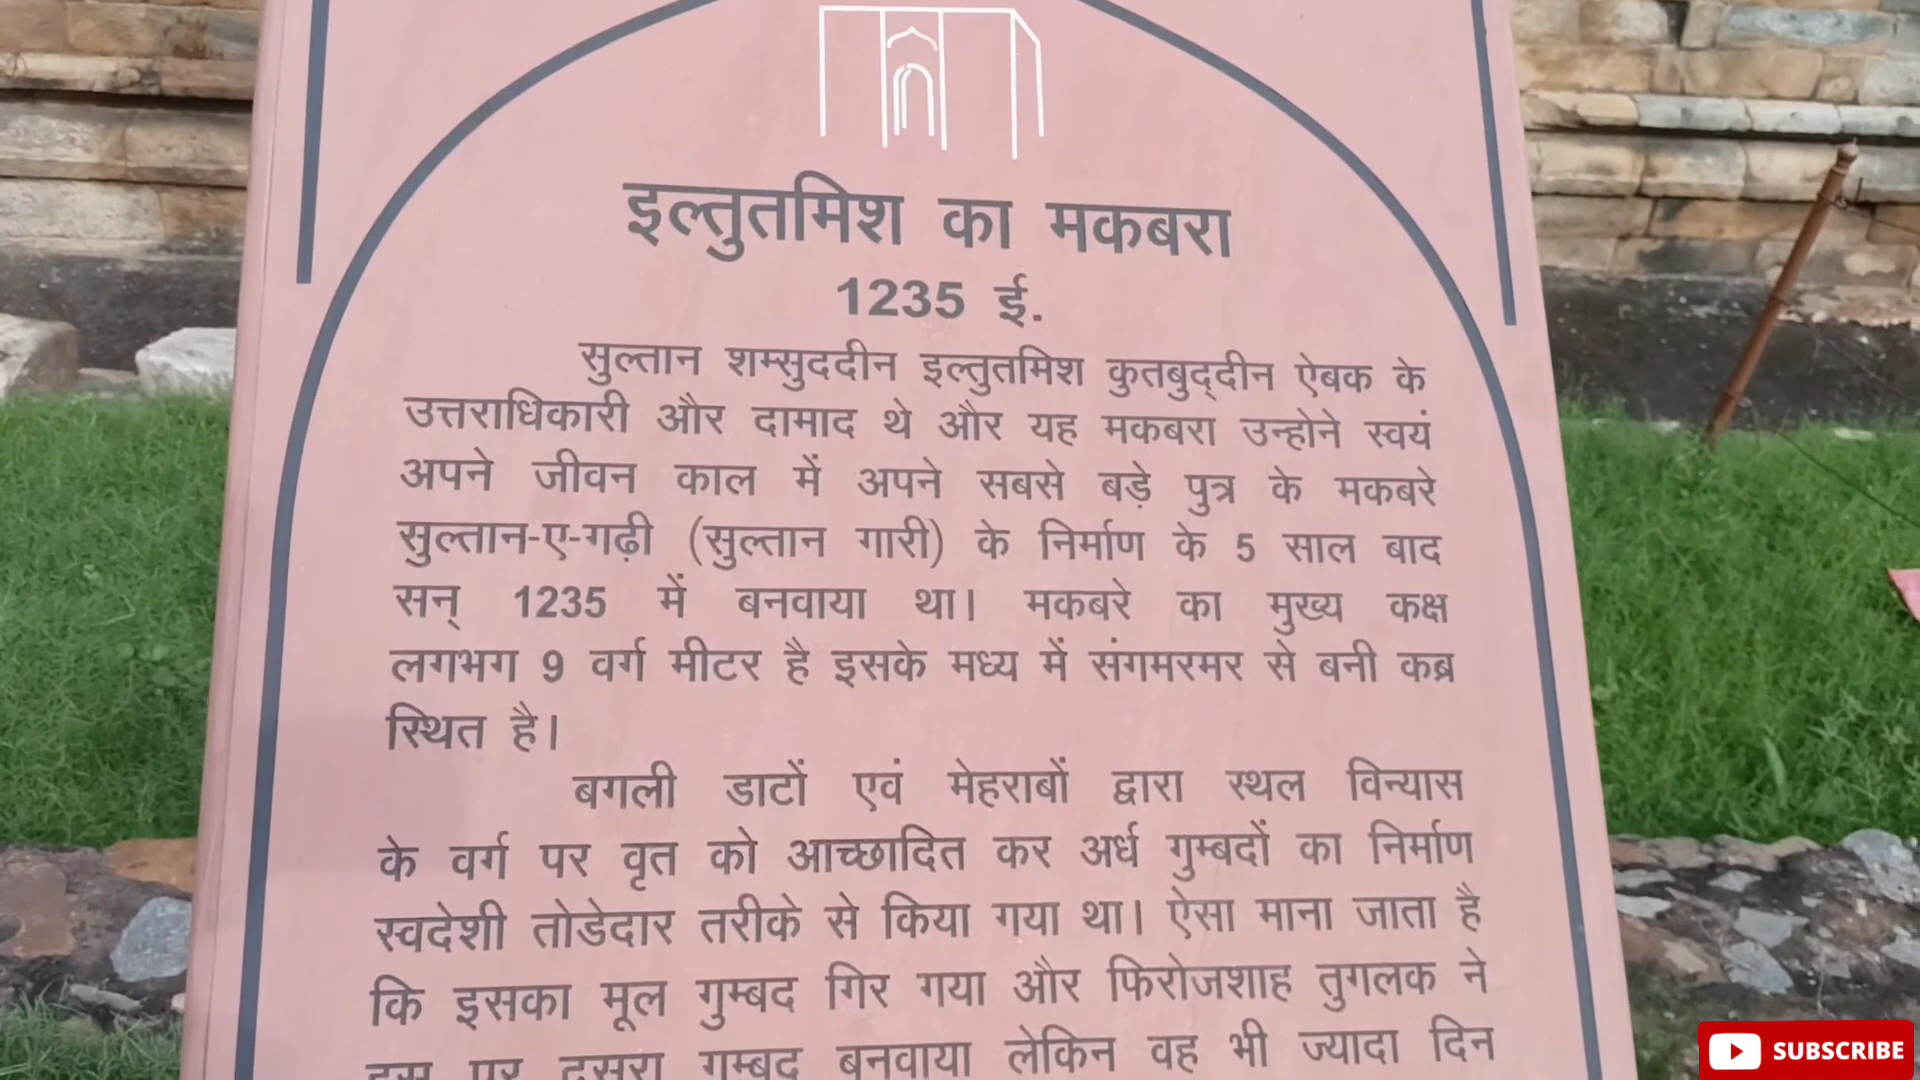 इल्तुतमिश का मकबरा
1235 ई.
सुल्तान शम्सुददीन इल्तुतमिश कुतबुद्दीन ऐबक के
उत्तराधिकारी और दामाद थे और यह मकबरा उन्होने स्वयं
अपने जीवन काल में अपने सबसे बड़े पुत्र के मकबरे
सुल्तान-ए-गढ़ी (सुल्तान गारी) के निर्माण के 5 साल बाद
सन् 1235 में बनवाया था। मकबरे का मुख्य कक्ष
लगभग 9 वर्ग मीटर है इसके मध्य में संगमरमर से बनी कब्र
स्थित है।
बगली डाटों एवं मेहराबों द्वारा स्थल विन्यास
के वर्ग पर वृत को आच्छादित कर अर्ध गुम्बदों का निर्माण
स्वदेशी तोडेदार तरीके से किया गया था। ऐसा माना जाता है
कि इसका मूल गुम्बद गिर गया और फिरोजशाह तुगलक ने
इस पर दूसरा गुम्बद बनवाया लेकिन वह भी ज्यादा दिन
SUBSCRIBE